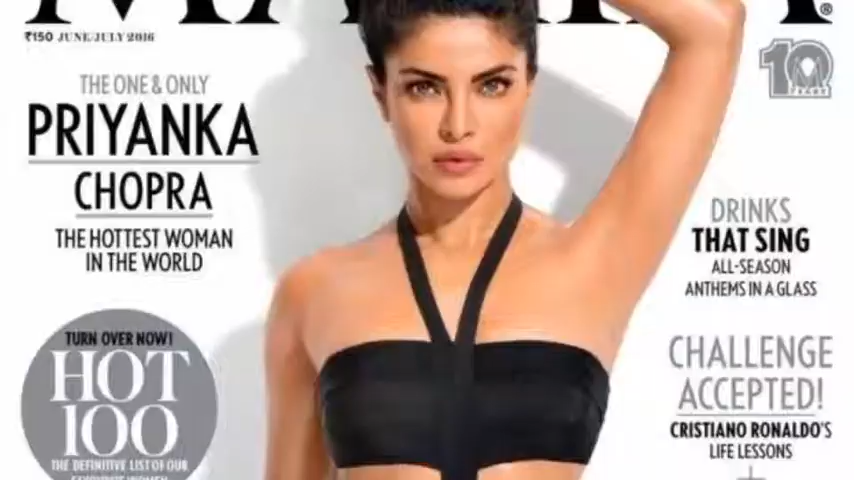 ₹150 JUNE/JULY 2016
THE ONE & ONLY
PRIYANKA
CHOPRA
THE HOTTEST WOMAN
IN THE WORLD
TURN OVER NOW!
HOT
100
THE DEFINITIVE LIST OF OUR
10
YEARS
DRINKS
THAT SING
ALL-SEASON
ANTHEMS IN A GLASS
CHALLENGE
ACCEPTED!
CRISTIANO RONALDO'S
LIFE LESSONS
+